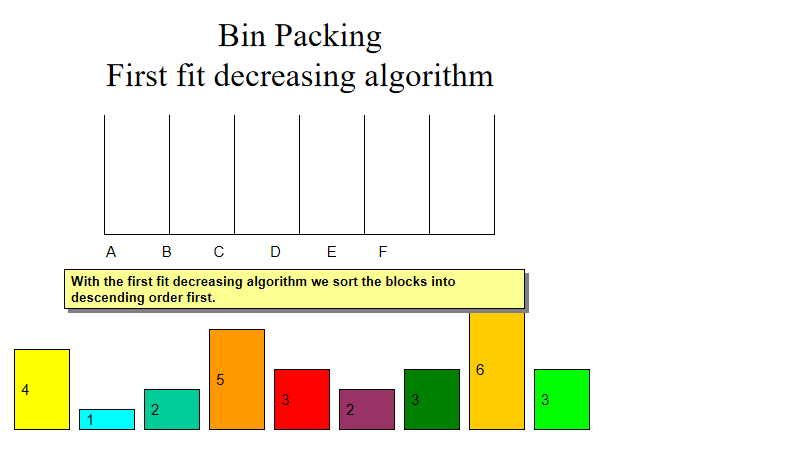 Bin Packing
First fit decreasing algorithm
A B C D E F
With the first fit decreasing algorithm we sort the blocks into
descending order first.
4 1 2 5 3 2 3 6 3